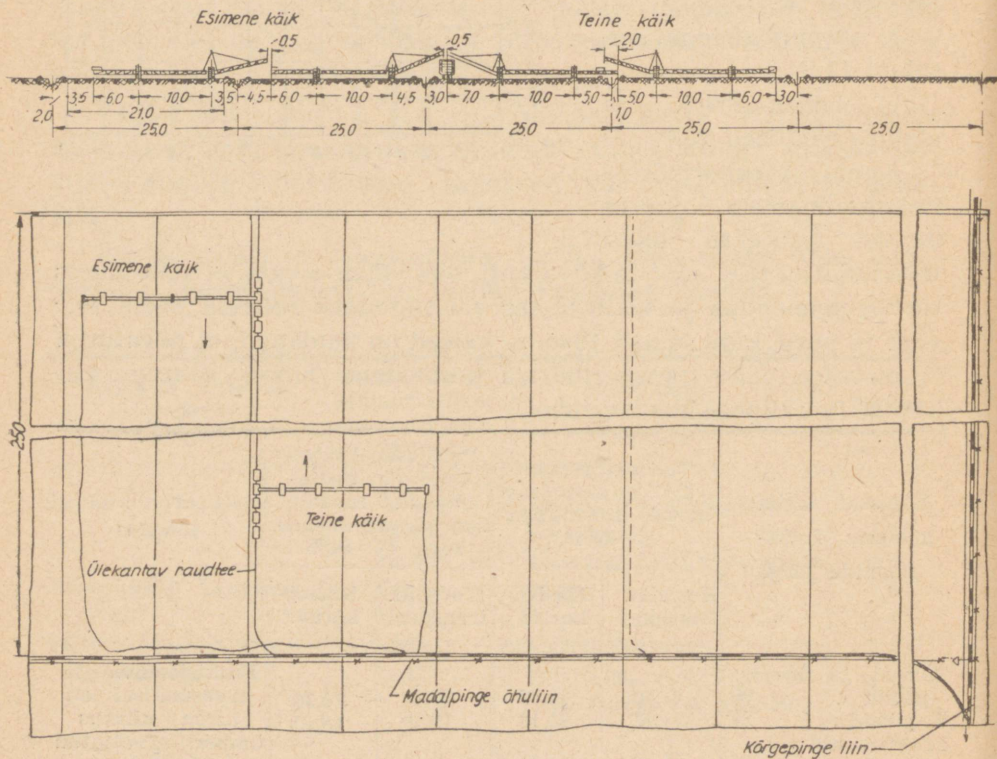 Esimene käik
Teine käik
0,5 0,5 2,0
3,5 6,0 10,0 3,5 4,5 6,0 10,0 4,5 3,0 7,0 10,0 5,0 5,0 10,0 6,0 3,0
2,0 21,0 1,0
25,0 25,0 25,0 25,0 25,0
Esimene käik
250
Teine käik
Ülekantav raudtee
Madalpinge õhuliin
Kõrgepinge liin